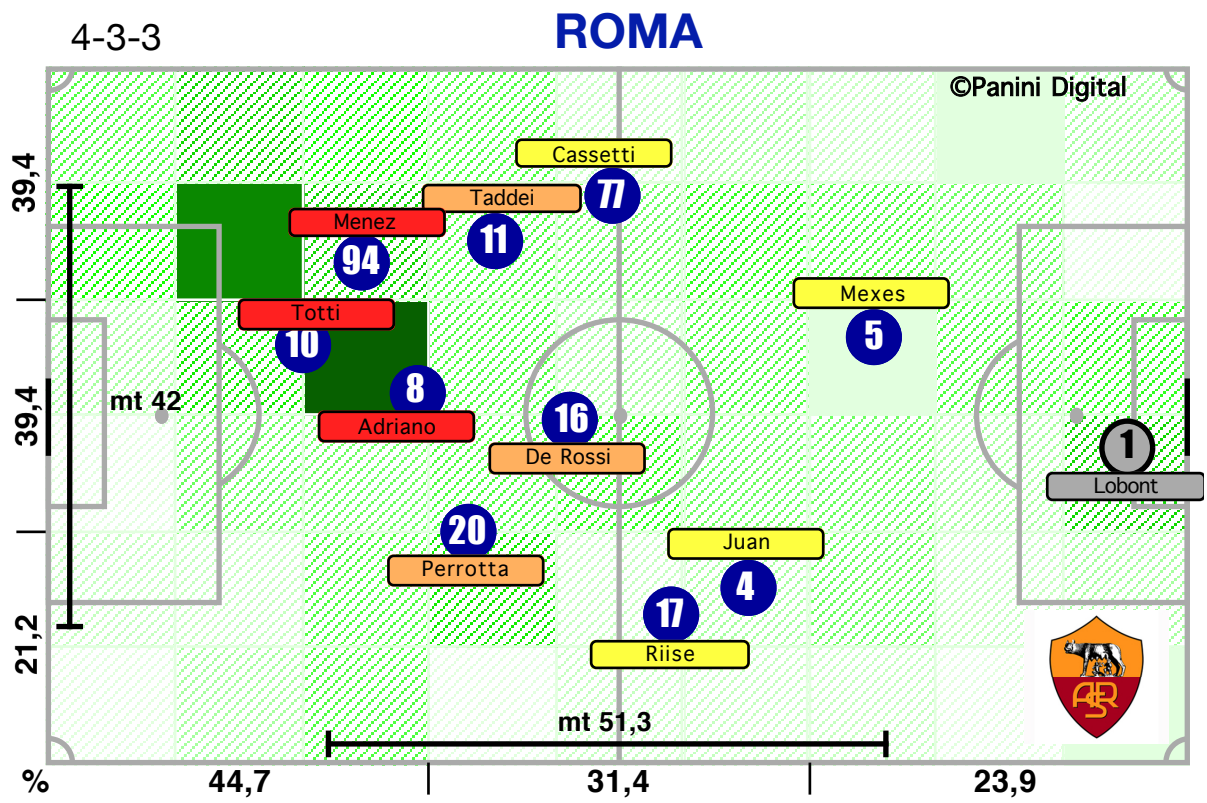 4-3-3
ROMA
©Panini Digital
Cassetti
77
Taddei
11
Menez
94
Mexes
5
Totti
10
8
Adriano
16
De Rossi
1
Lobont
20
Perrotta
Juan
4
17
Riise
39,4
39,4
21,2
mt 42
mt 51,3
ASR
%
44,7
31,4
23,9